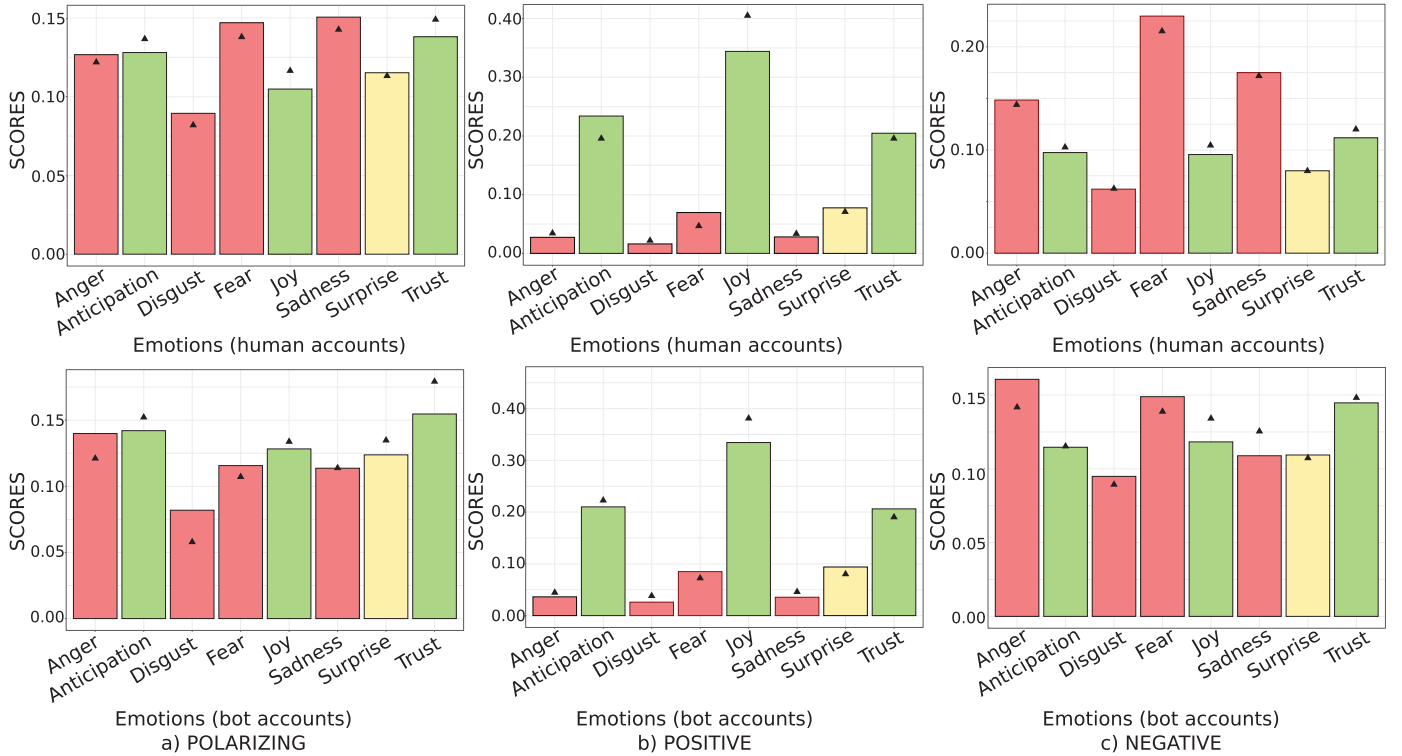 0.15
0.10
0.05
0.00
SCORES
Anger
Anticipation
Disgust
Fear
Joy
Sadness
Surprise
Trust
Emotions (human accounts)
0.40
0.30
0.20
0.10
0.00
SCORES
Anger
Anticipation
Disgust
Fear
Joy
Sadness
Surprise
Trust
Emotions (human accounts)
0.20
0.10
0.00
SCORES
Anger
Anticipation
Disgust
Fear
Joy
Sadness
Surprise
Trust
Emotions (human accounts)
0.15
0.10
0.05
0.00
SCORES
Anger
Anticipation
Disgust
Fear
Joy
Sadness
Surprise
Trust
Emotions (bot accounts)
a) POLARIZING
0.40
0.30
0.20
0.10
0.00
SCORES
Anger
Anticipation
Disgust
Fear
Joy
Sadness
Surprise
Trust
Emotions (bot accounts)
b) POSITIVE
0.15
0.10
0.05
0.00
SCORES
Anger
Anticipation
Disgust
Fear
Joy
Sadness
Surprise
Trust
Emotions (bot accounts)
c) NEGATIVE